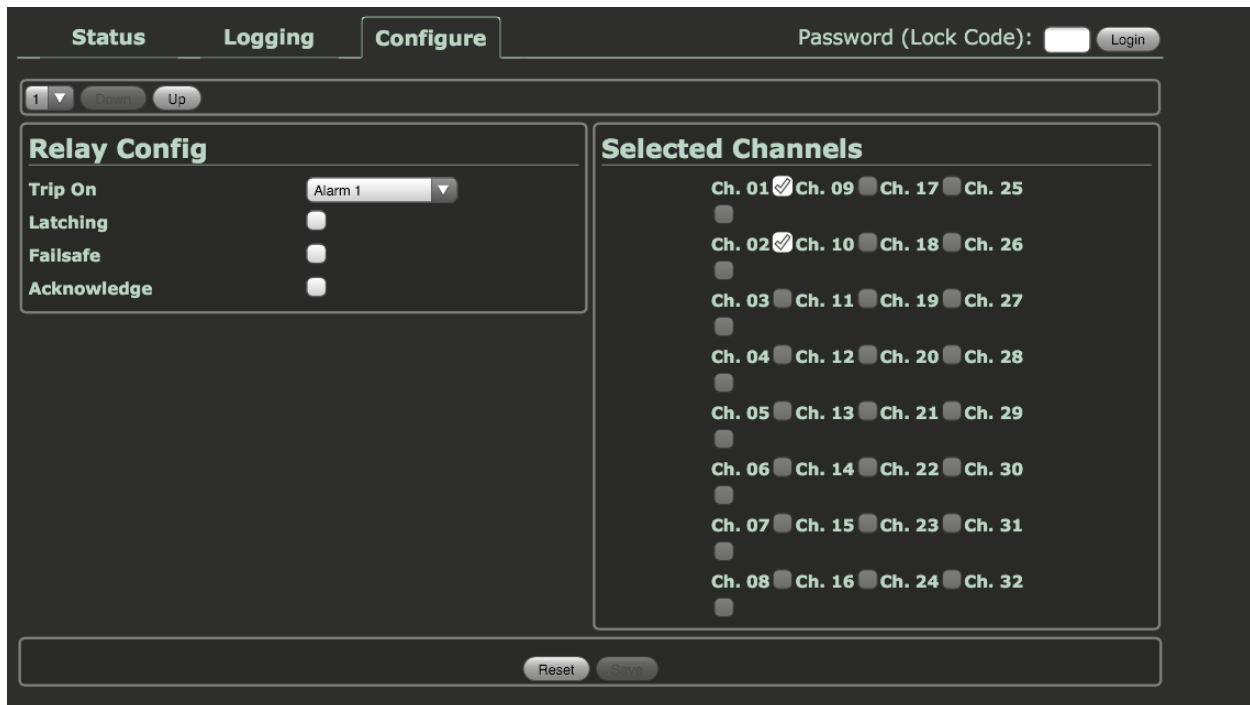 Status Logging Configure Password (Lock Code): Login
1 Down Up
Relay Config
Trip On Alarm 1
Latching
Failsafe
Acknowledge
Selected Channels
Ch. 01 Ch. 09 Ch. 17 Ch. 25
Ch. 02 Ch. 10 Ch. 18 Ch. 26
Ch. 03 Ch. 11 Ch. 19 Ch. 27
Ch. 04 Ch. 12 Ch. 20 Ch. 28
Ch. 05 Ch. 13 Ch. 21 Ch. 29
Ch. 06 Ch. 14 Ch. 22 Ch. 30
Ch. 07 Ch. 15 Ch. 23 Ch. 31
Ch. 08 Ch. 16 Ch. 24 Ch. 32
Reset Save